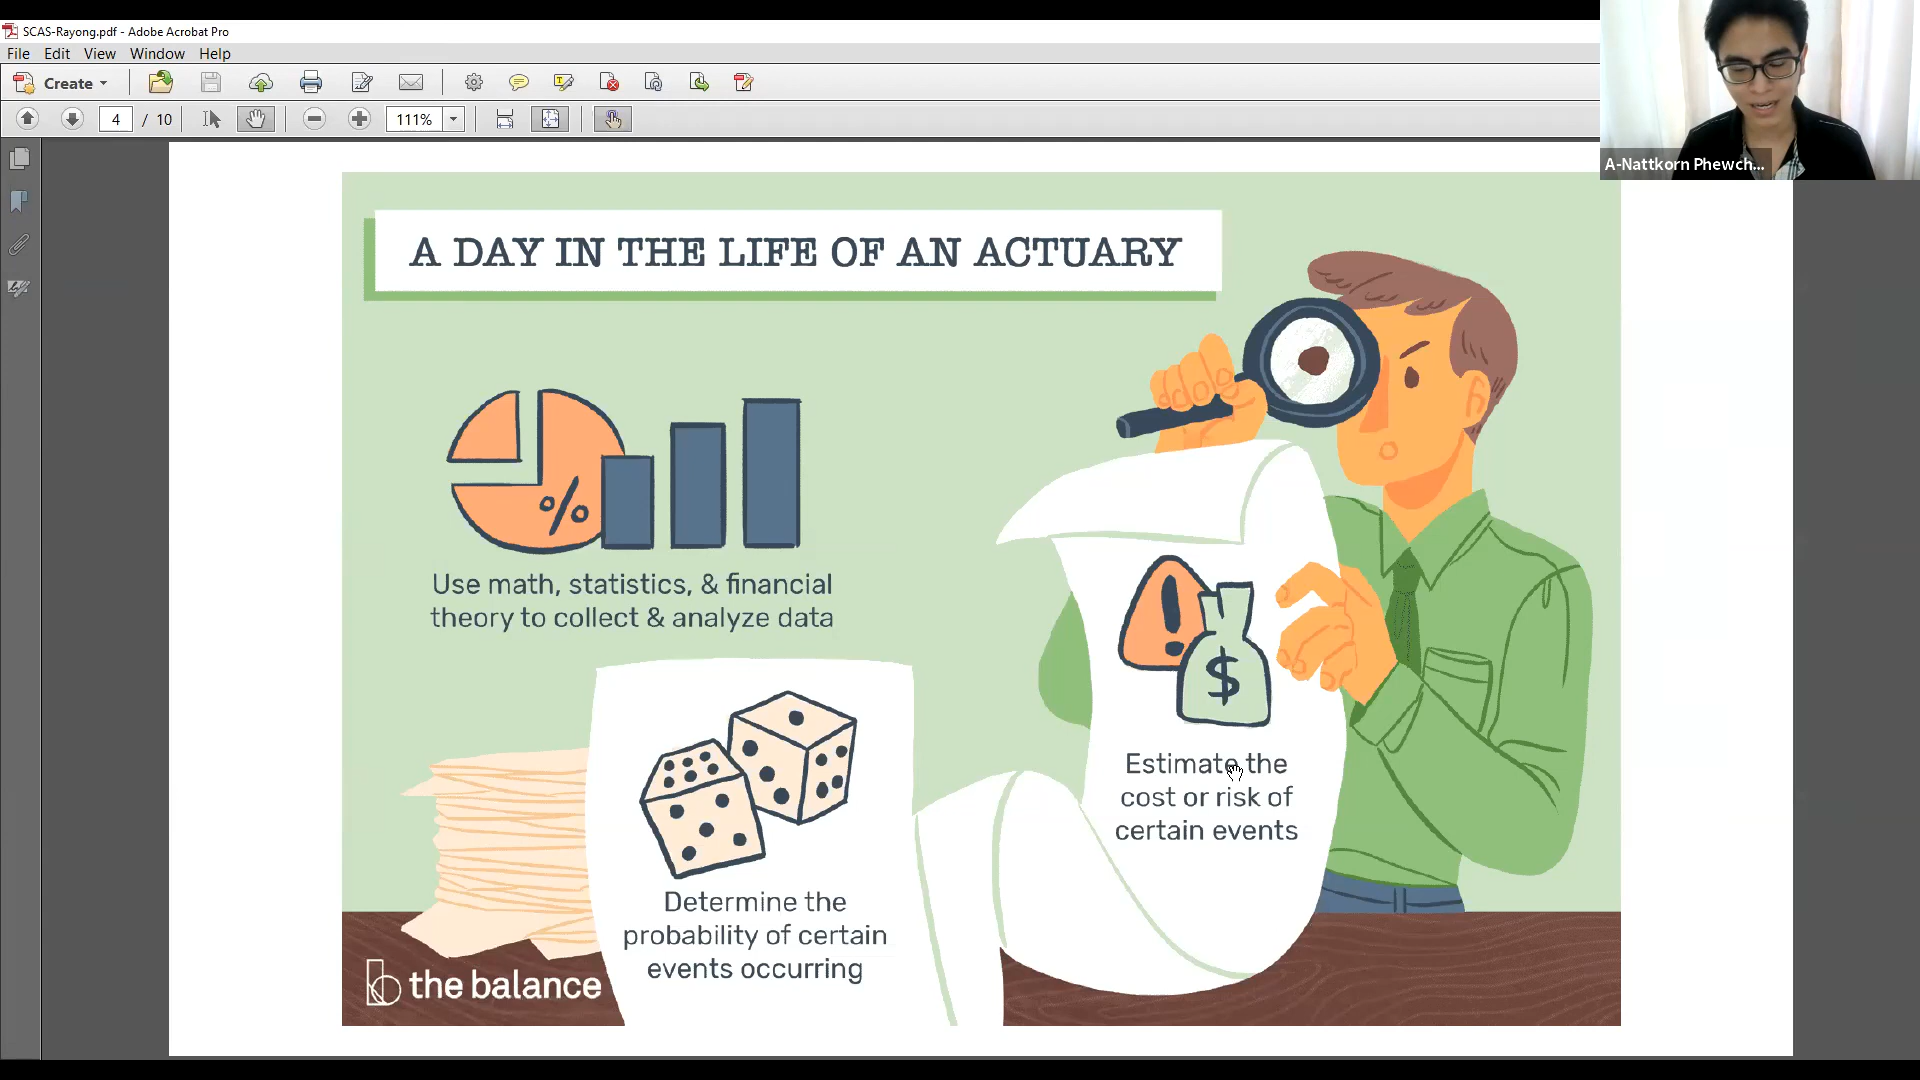 SCAS-Rayong.pdf - Adobe Acrobat Pro
File Edit View Window Help
Create
4 / 10 111%
A-Nattkorn Phewch...
A DAY IN THE LIFE OF AN ACTUARY
%
Use math, statistics, & financial
theory to collect & analyze data
$
Estimate the
cost or risk of
certain events
Determine the
probability of certain
events occurring
the balance